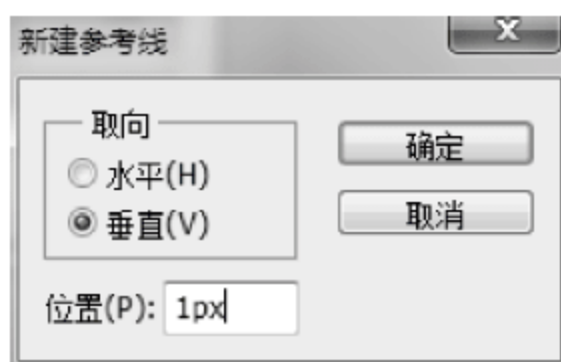 新建参考线
取向
水平(H)
垂直(V)
确定
取消
位置(P): 1px